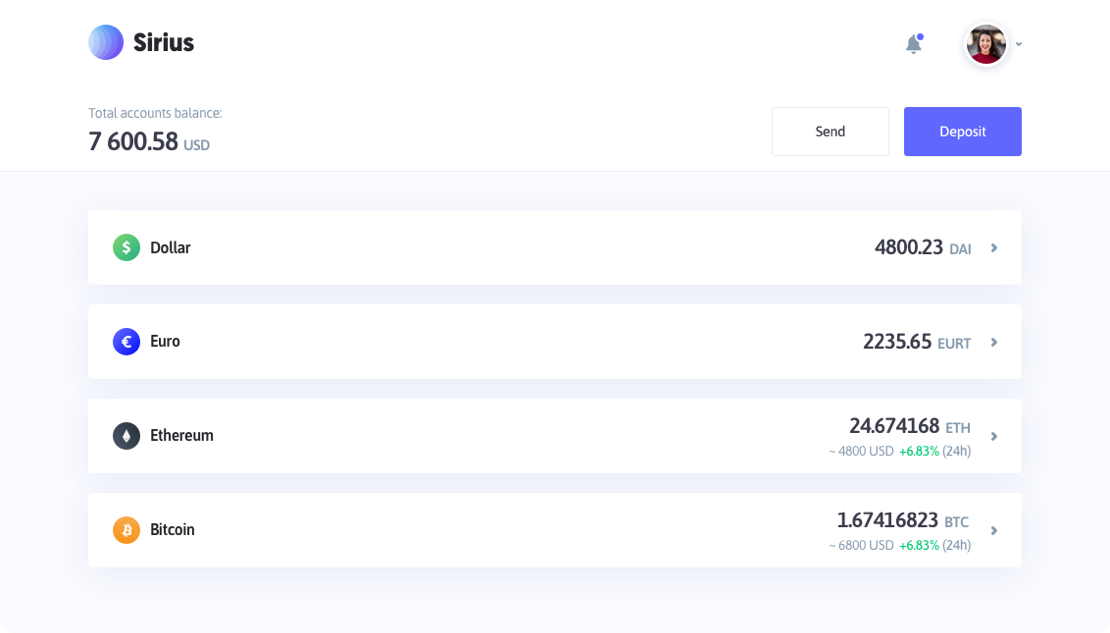 Sirius
Total accounts balance:
7 600.58 USD
Send
Deposit
$ Dollar
4800.23 DAI
€ Euro
2235.65 EURT
Ethereum
24.674168 ETH
~ 4800 USD +6.83% (24h)
₿ Bitcoin
1.67416823 BTC
~ 6800 USD +6.83% (24h)